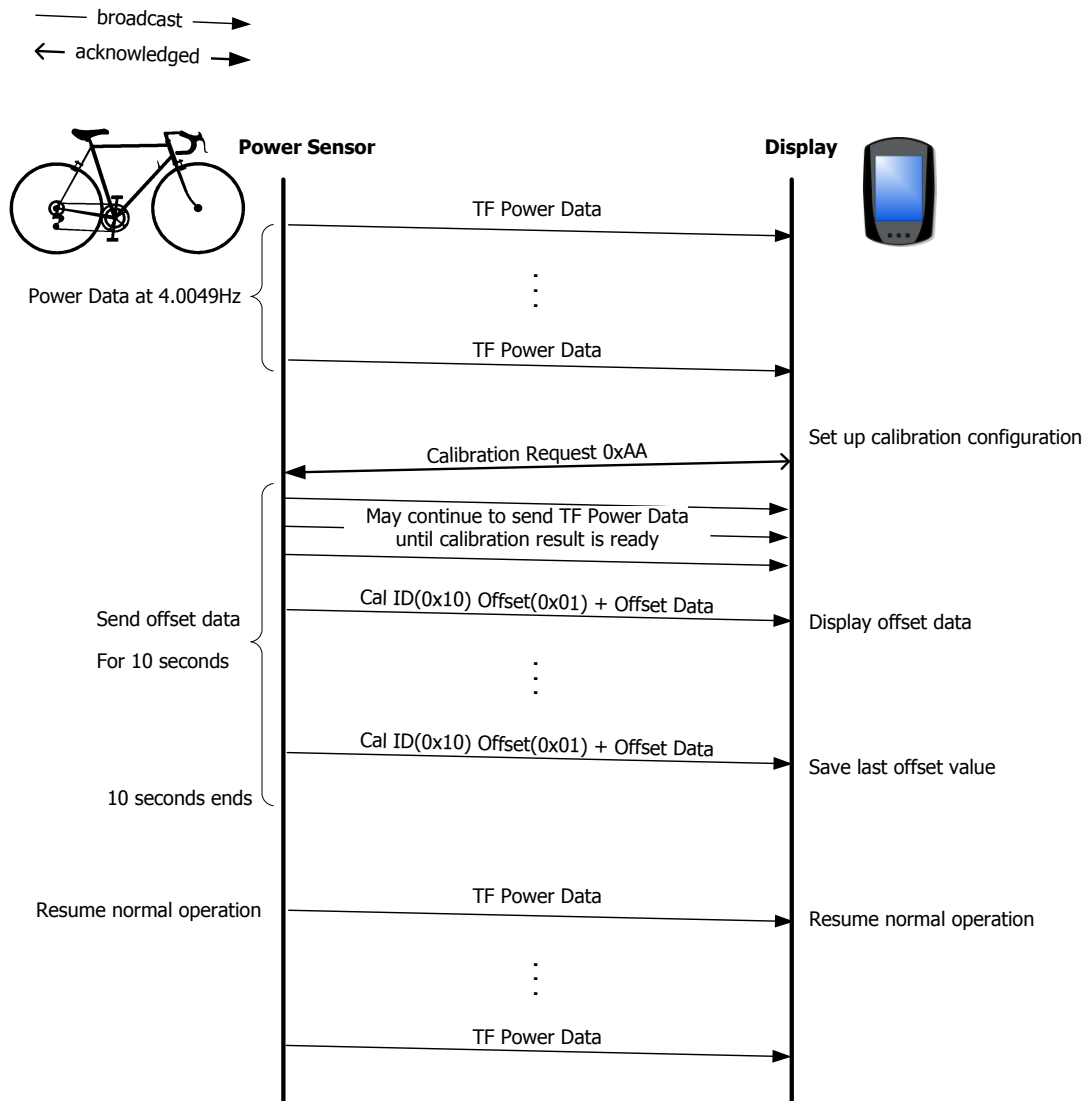 broadcast
acknowledged
Power Sensor
Display
TF Power Data
Power Data at 4.0049Hz
TF Power Data
Set up calibration configuration
Calibration Request 0xAA
May continue to send TF Power Data
until calibration result is ready
Cal ID(0x10) Offset(0x01) + Offset Data
Send offset data
Display offset data
For 10 seconds
Cal ID(0x10) Offset(0x01) + Offset Data
Save last offset value
10 seconds ends
TF Power Data
Resume normal operation
Resume normal operation
TF Power Data